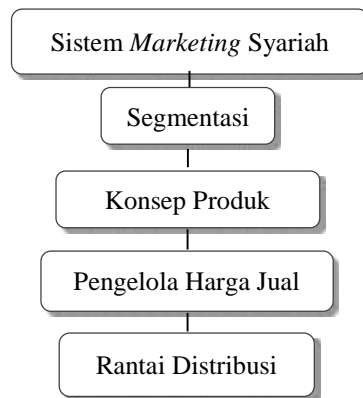 Sistem Marketing Syariah
Segmentasi
Konsep Produk
Pengelola Harga Jual
Rantai Distribusi